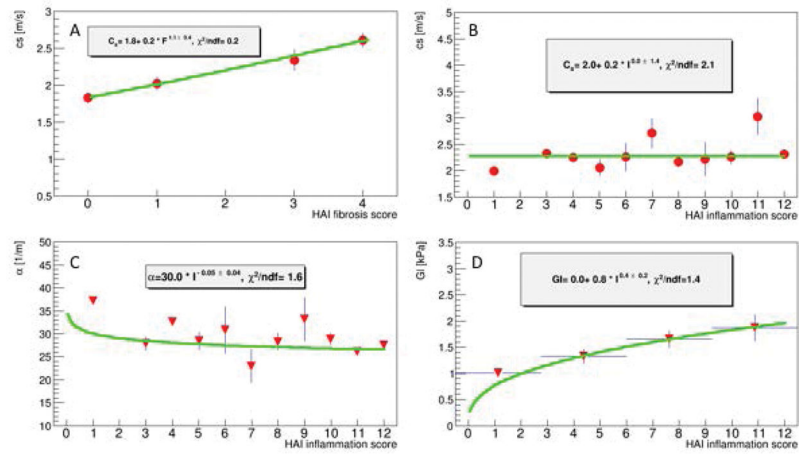 A
cs [m/s]
C_s= 1.8+ 0.2 * F^1.1 ± 0.4, χ²/ndf= 0.2
3
2.5
2
1.5
1
0.5
0 1 2 3 4
HAI fibrosis score
B
cs [m/s]
C_s= 2.0+ 0.2 * I^0.0 ± 1.4, χ²/ndf= 2.1
5
4.5
4
3.5
3
2.5
2
1.5
0 1 2 3 4 5 6 7 8 9 10 11 12
HAI inflammation score
C
α [1/m]
α=30.0 * I^-0.05 ± 0.04, χ²/ndf= 1.6
50
45
40
35
30
25
20
15
10
0 1 2 3 4 5 6 7 8 9 10 11 12
HAI inflammation score
D
Gl [kPa]
Gl= 0.0+ 0.8 * I^0.4 ± 0.2, χ²/ndf=1.4
3.5
3
2.5
2
1.5
1
0.5
0
0 1 2 3 4 5 6 7 8 9 10 11 12
HAI inflammation score